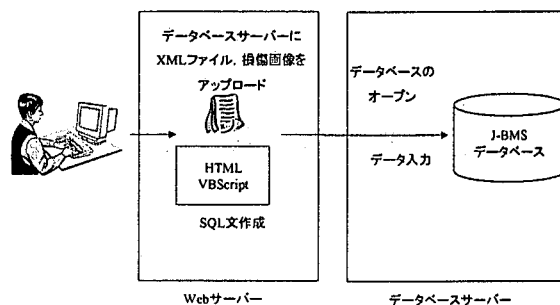 データベースサーバーに
XMLファイル，損傷画像を
アップロード
HTML
VBScript
SQL文作成
Webサーバー
データベースの
オープン
データ入力
J-BMS
データベース
データベースサーバー